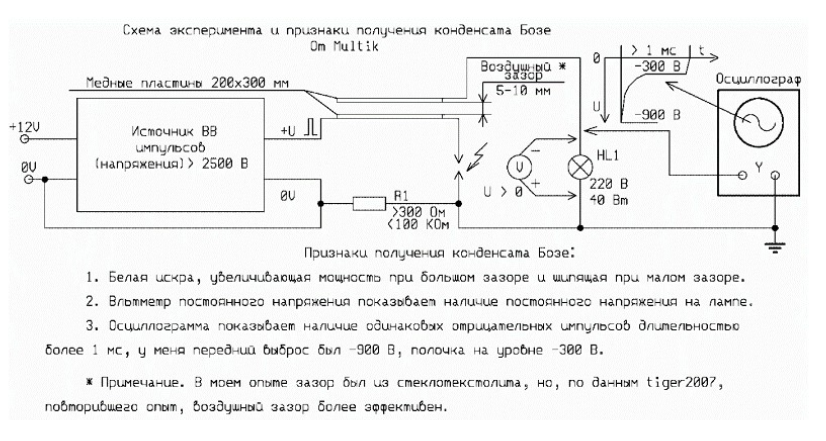 Схема эксперимента и признаки получения конденсата Бозе
От Multik
Воздушный *
зазор
5-10 мм
Медные пластины 200х300 мм
0
> 1 мс
t
-300 В
Осциллограф
U
-900 В
+12V
Источник ВВ
импульсов
(напряжения)> 2500 В
+U
0V
0U
V
−
+
U > 0
HL1
220 В
40 Вт
Y
R1
>300 Ом
<100 КОм
Признаки получения конденсата Бозе:
1. Белая искра, увеличивающая мощность при большом зазоре и шипящая при малом зазоре.
2. Влътметр постоянного напряжения показывает наличие постоянного напряжения на лампе.
3. Осциллограмма показывает наличие одинаковых отрицательных импульсов длительностью
более 1 мс, у меня передний выброс был -900 В, полочка на уровне -300 В.
* Примечание. В моем опыте зазор был из стеклотекстолита, но, по данным tiger2007,
повторившего опыт, воздушный зазор более эффективен.